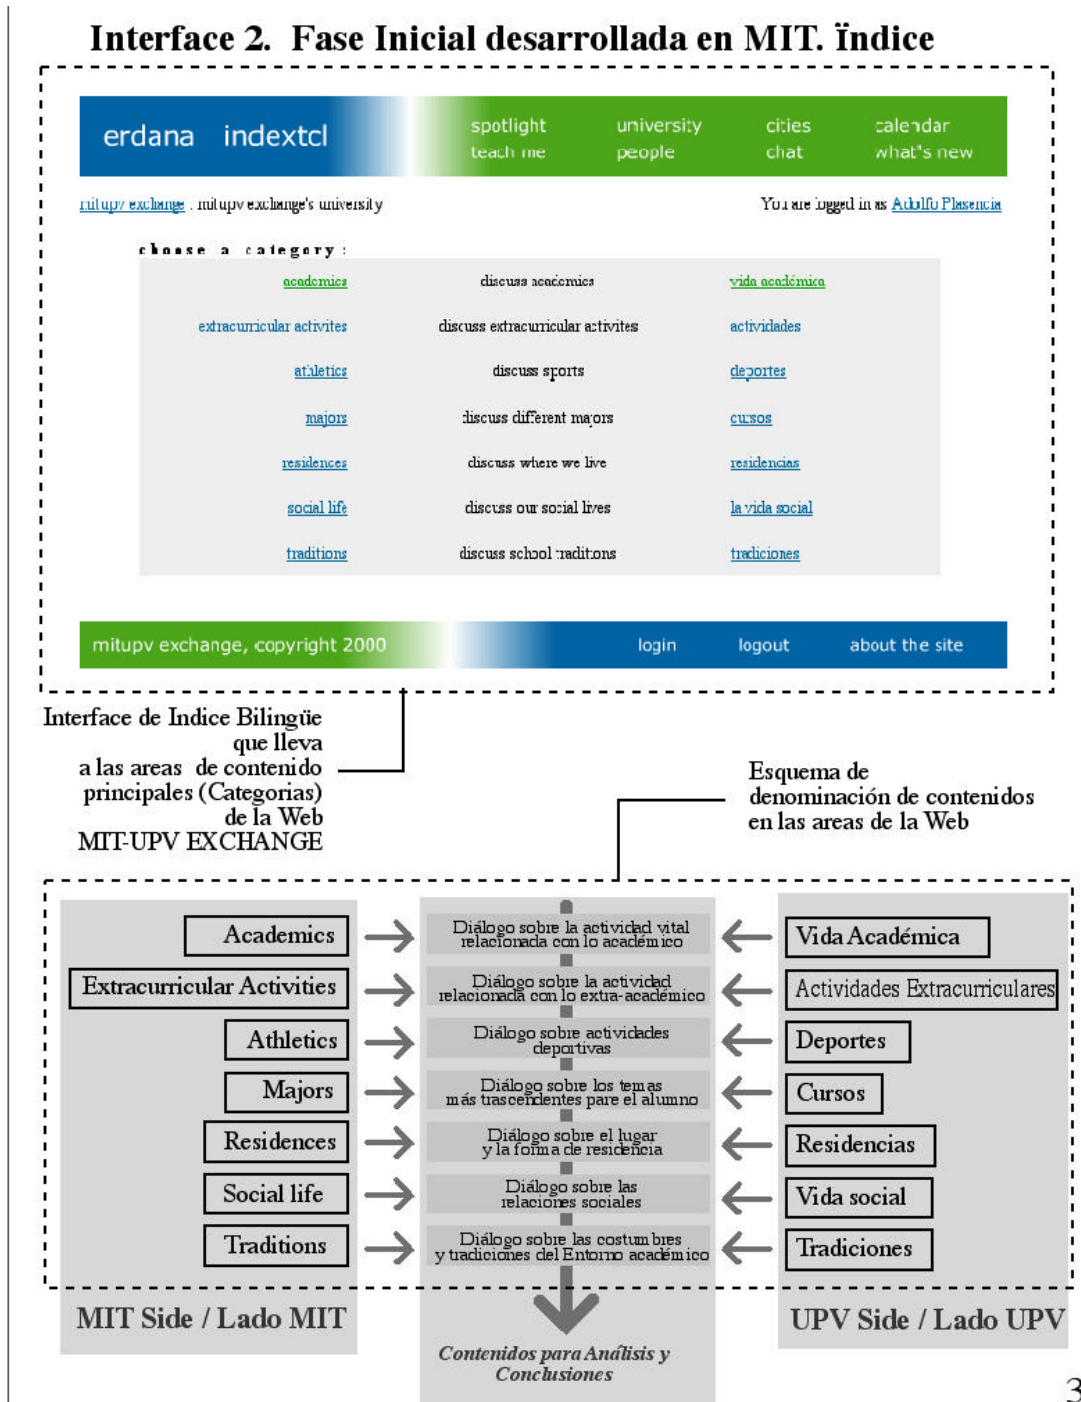 Interface 2. Fase Inicial desarrollada en MIT. Ïndice
erdana indextcl
spotlight university cities calendar
teach me people chat what"s new
mitupv exchange : mitupv exchange's university
You are logged in as Adolfo Plasencia
choose a category:
academics discuss academics vida académica
extracurricular activites discuss extracurricular activites actividades
athletics discuss sports deportes
majors discuss different majors cursos
residences discuss where we live residencias
social life discuss our social lives la vida social
traditions discuss school traditions tradiciones
mitupv exchange, copyright 2000 login logout about the site
Interface de Indice Bilingüe
que lleva
a las areas de contenido
principales (Categorias)
de la Web
MIT-UPV EXCHANGE
Esquema de
denominación de contenidos
en las areas de la Web
Academics
Diálogo sobre la actividad vital
relacionada con lo académico
Vida Académica
Extracurricular Activities
Diálogo sobre la actividad
relacionada con lo extra-académico
Actividades Extracurriculares
Athletics
Diálogo sobre actividades
deportivas
Deportes
Majors
Diálogo sobre los temas
más trascendentes pare el alumno
Cursos
Residences
Diálogo sobre el lugar
y la forma de residencia
Residencias
Social life
Diálogo sobre las
relaciones sociales
Vida social
Traditions
Diálogo sobre las costumbres
y tradiciones del Entorno académico
Tradiciones
MIT Side / Lado MIT
UPV Side / Lado UPV
Contenidos para Análisis y
Conclusiones
3